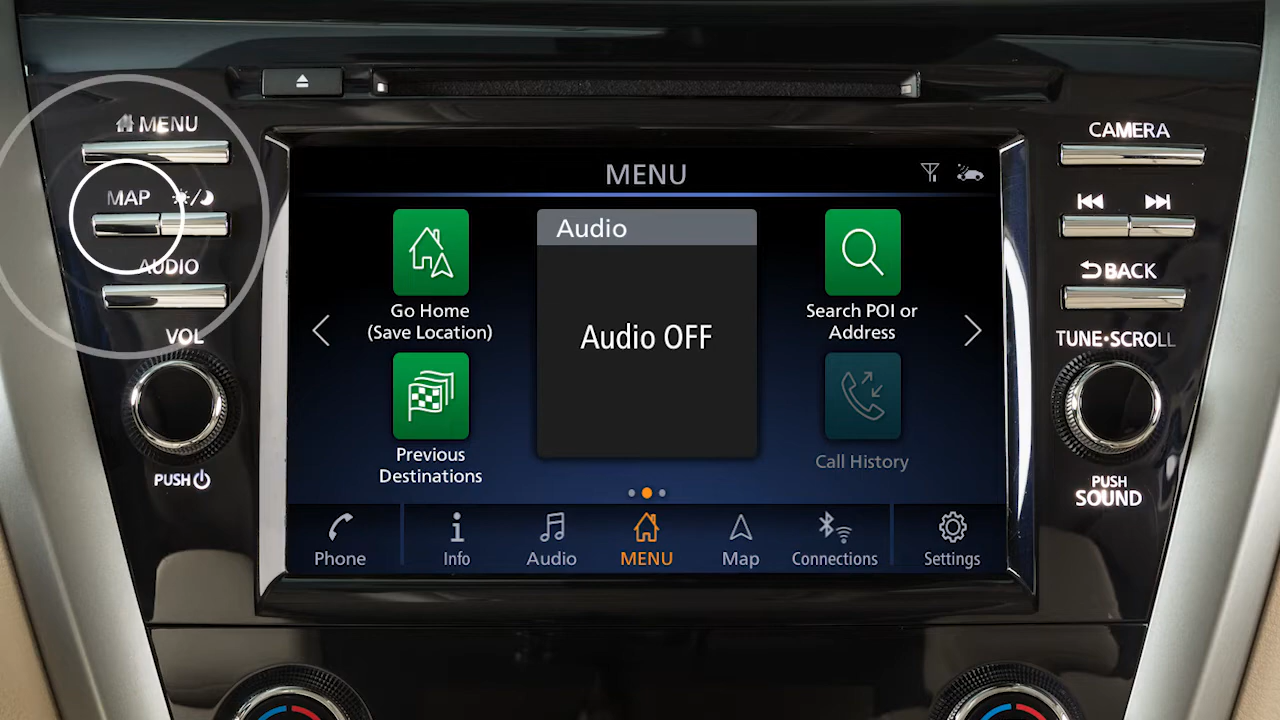 MENU
MAP
AUDIO
VOL
PUSH
MENU
Audio
Audio OFF
Go Home
(Save Location)
Previous
Destinations
Search POI or
Address
Call History
Phone
Info
Audio
MENU
Map
Connections
Settings
CAMERA
BACK
TUNE•SCROLL
PUSH
SOUND